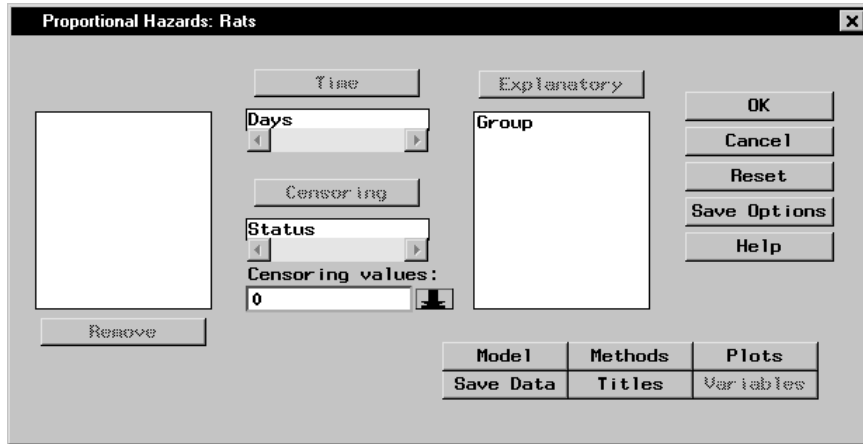 Proportional Hazards: Rats
Time
Days
Censoring
Status
Censoring values:
0
Remove
Explanatory
Group
OK
Cancel
Reset
Save Options
Help
Model
Methods
Plots
Save Data
Titles
Variables